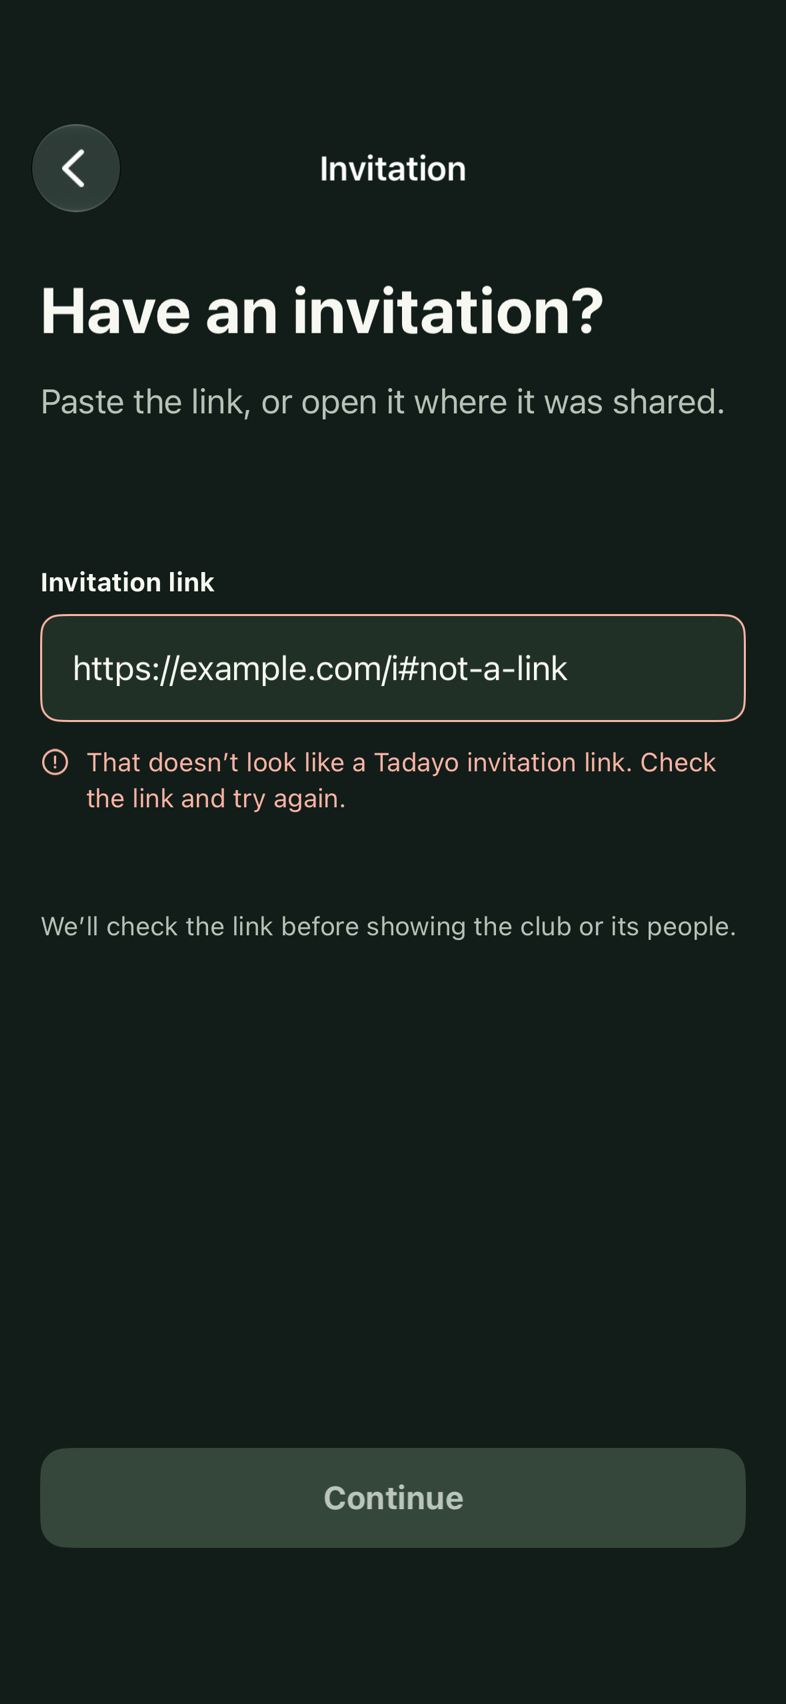 Invitation
Have an invitation?
Paste the link, or open it where it was shared.
Invitation link
https://example.com/i#not-a-link
That doesn’t look like a Tadayo invitation link. Check
the link and try again.
We’ll check the link before showing the club or its people.
Continue